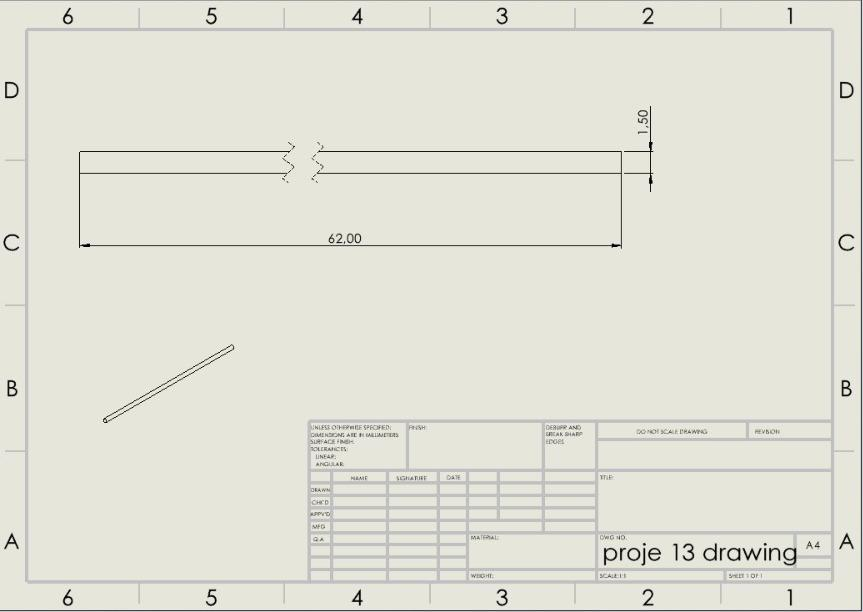 6 5 4 3 2 1
D D
1,50
C C
62,00
B B
UNLESS OTHERWISE SPECIFIED:
DIMENSIONS ARE IN MILLIMETERS
SURFACE FINISH:
TOLERANCES:
LINEAR:
ANGULAR:
FINISH:
DEBURR AND
BREAK SHARP
EDGES
DO NOT SCALE DRAWING
REVISION
NAME SIGNATURE DATE
TITLE:
DRAWN
CHK'D
APPV'D
MFG
Q.A
MATERIAL:
DWG NO.
proje 13 drawing
A4
A A
WEIGHT:
SCALE:1:1
SHEET 1 OF 1
6 5 4 3 2 1